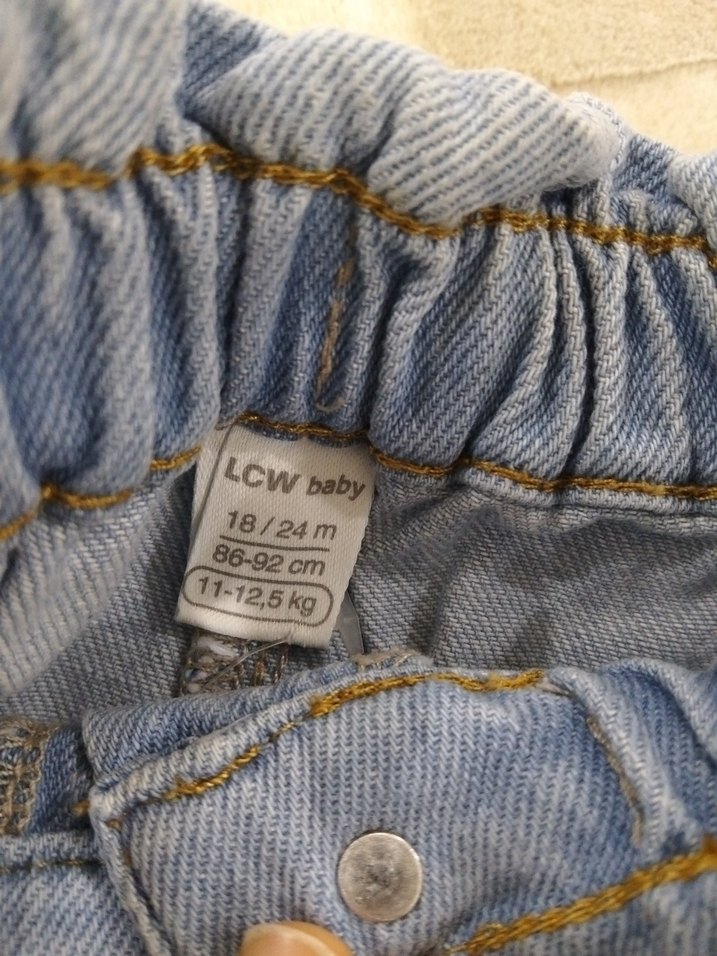 LCW baby
18 / 24 m
86-92 cm
11-12,5 kg